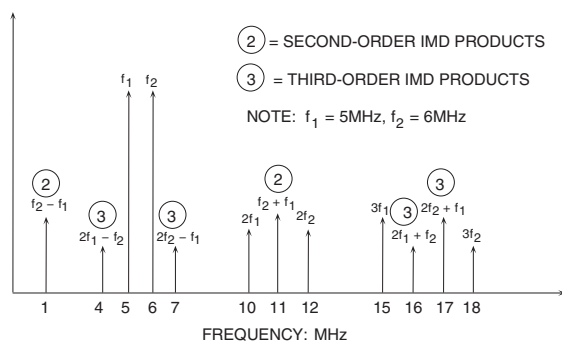 ② = SECOND-ORDER IMD PRODUCTS
③ = THIRD-ORDER IMD PRODUCTS
NOTE: f₁ = 5MHz, f₂ = 6MHz
f₁ f₂
② ② ③
f₂ – f₁ ③ ③ 2f₁ f₂ + f₁ 2f₂ 3f₁ ③ 2f₂ + f₁
2f₁ – f₂ 2f₂ – f₁ 2f₁ + f₂ 3f₂
1 4 5 6 7 10 11 12 15 16 17 18
FREQUENCY: MHz